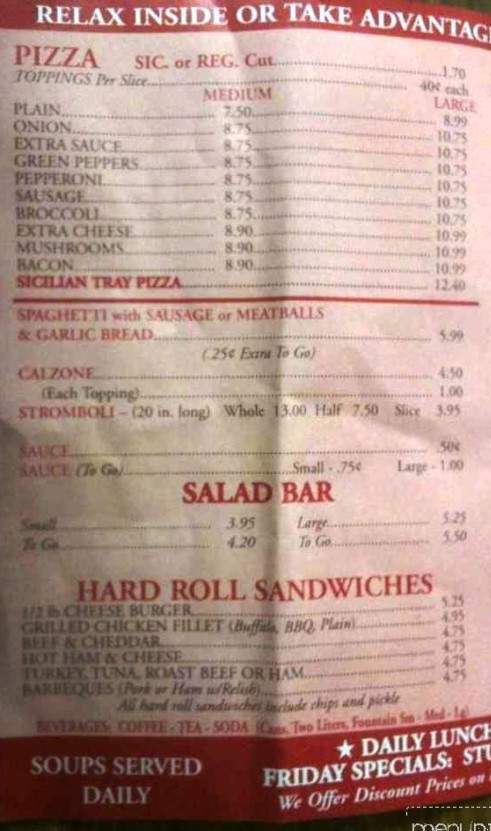 RELAX INSIDE OR TAKE ADVANTAG
PIZZA SIC. or REG. Cut 1.70
TOPPINGS Per Slice 40¢ each
MEDIUM LARGE
PLAIN 7.50 8.99
ONION 8.75 10.75
EXTRA SAUCE 8.75 10.75
GREEN PEPPERS 8.75 10.75
PEPPERONI 8.75 10.75
SAUSAGE 8.75 10.75
BROCCOLI 8.75 10.75
EXTRA CHEESE 8.90 10.99
MUSHROOMS 8.90 10.99
BACON 8.90 10.99
SICILIAN TRAY PIZZA 12.40
SPAGHETTI with SAUSAGE or MEATBALLS
& GARLIC BREAD 5.99
(.25¢ Extra To Go)
CALZONE 4.50
(Each Topping) 1.00
STROMBOLI – (20 in. long) Whole 13.00 Half 7.50 Slice 3.95
SAUCE .50¢
SAUCE (To Go) Small - .75¢ Large - 1.00
SALAD BAR
Small 3.95 Large 5.25
To Go 4.20 To Go 5.50
HARD ROLL SANDWICHES
1/2 lb CHEESE BURGER 5.25
GRILLED CHICKEN FILLET (Buffalo, BBQ, Plain) 4.95
BEEF & CHEDDAR 4.75
HOT HAM & CHEESE 4.75
TURKEY, TUNA, ROAST BEEF OR HAM 4.75
BARBEQUES (Pork or Ham w/Relish) 4.75
All hard roll sandwiches include chips and pickle
BEVERAGES: COFFEE - TEA - SODA (Cans, Two Liters, Fountain Sm - Med - Lg)
SOUPS SERVED
DAILY
★ DAILY LUNCH
FRIDAY SPECIALS: STU
We Offer Discount Prices on